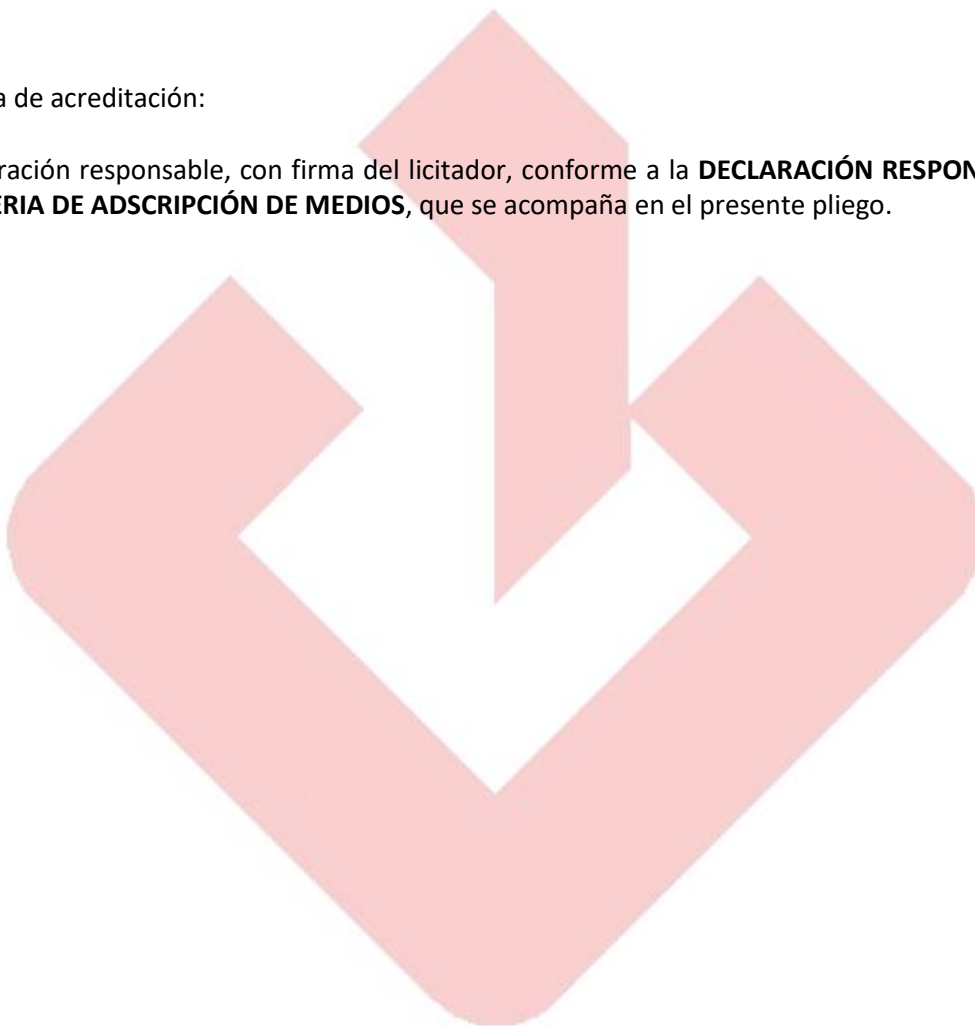 a de acreditación:
ración responsable, con firma del licitador, conforme a la DECLARACIÓN RESPON
ERIA DE ADSCRIPCIÓN DE MEDIOS, que se acompaña en el presente pliego.